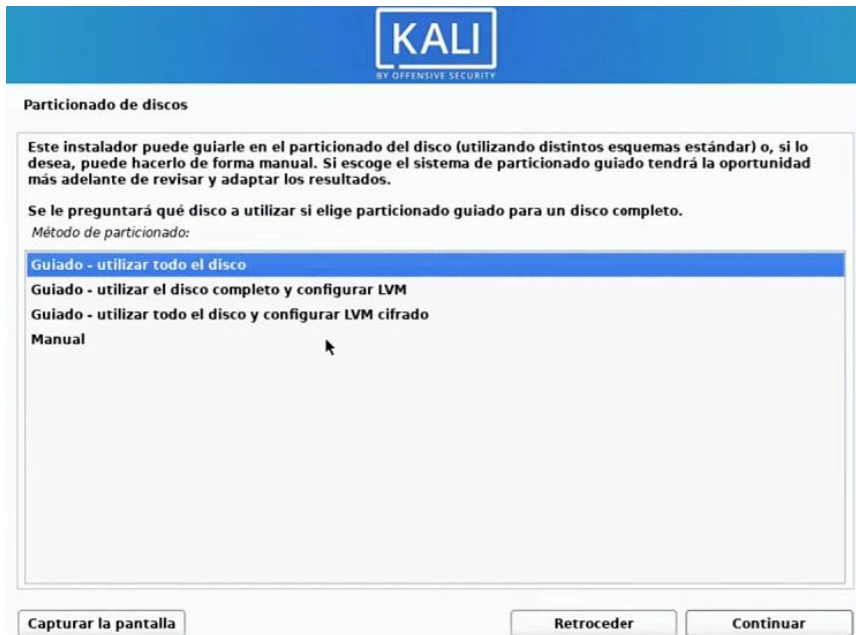 KALI
BY OFFENSIVE SECURITY
Particionado de discos
Este instalador puede guiarle en el particionado del disco (utilizando distintos esquemas estándar) o, si lo
desea, puede hacerlo de forma manual. Si escoge el sistema de particionado guiado tendrá la oportunidad
más adelante de revisar y adaptar los resultados.
Se le preguntará qué disco a utilizar si elige particionado guiado para un disco completo.
Método de particionado:
Guiado - utilizar todo el disco
Guiado - utilizar el disco completo y configurar LVM
Guiado - utilizar todo el disco y configurar LVM cifrado
Manual
Capturar la pantalla
Retroceder
Continuar